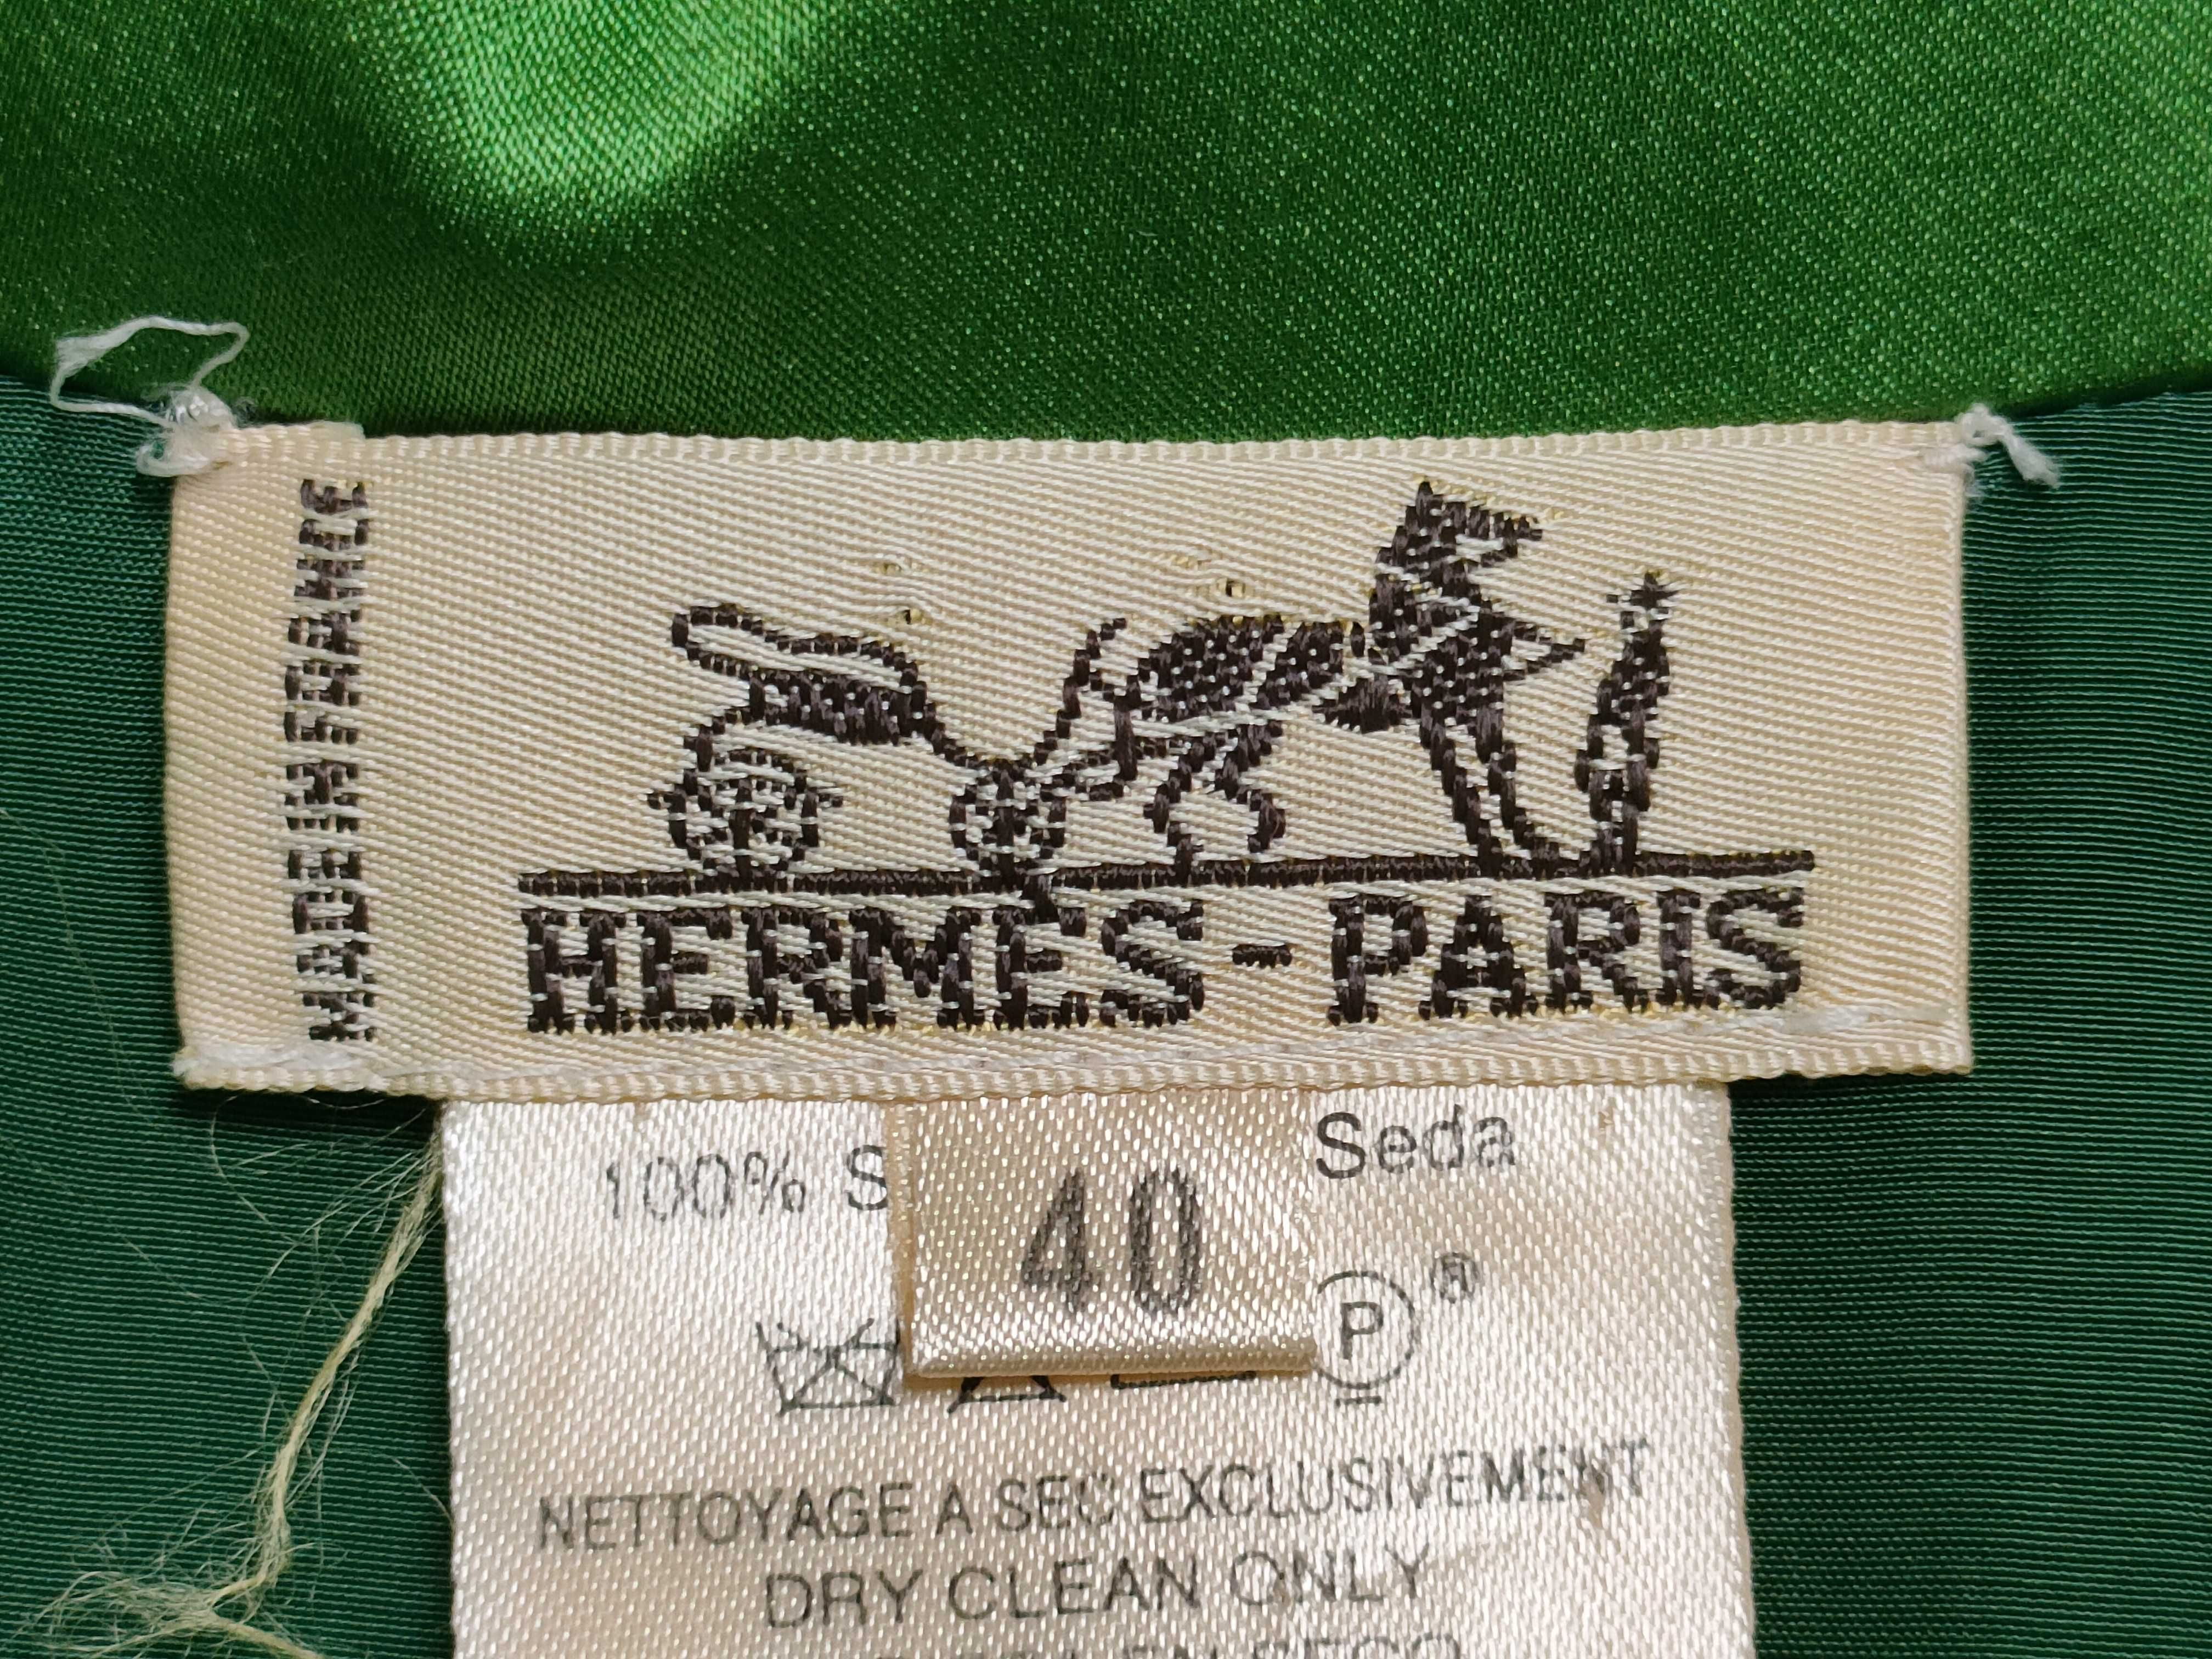 MADE IN FRANCE
HERMES-PARIS
100% S
Seda
40
P ®
NETTOYAGE A SEC EXCLUSIVEMENT
DRY CLEAN ONLY